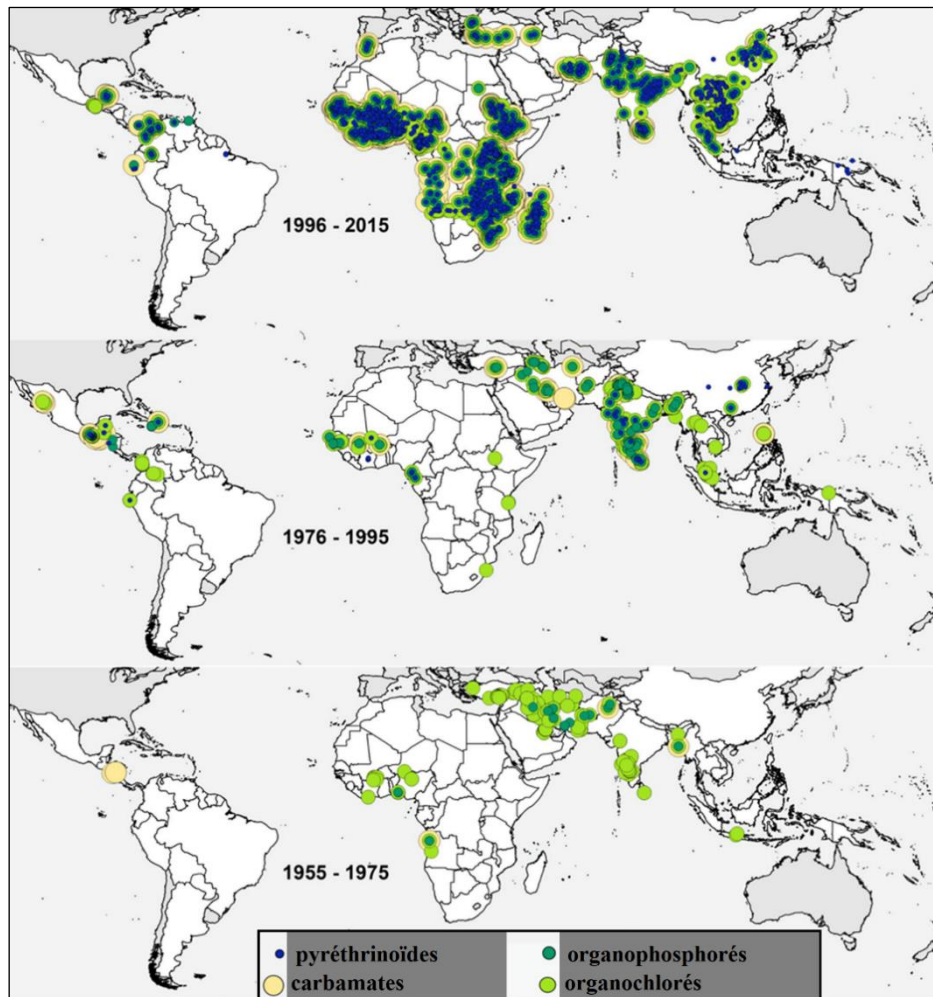 1996 - 2015
1976 - 1995
1955 - 1975
pyréthrinoïdes
organophosphorés
carbamates
organochlorés